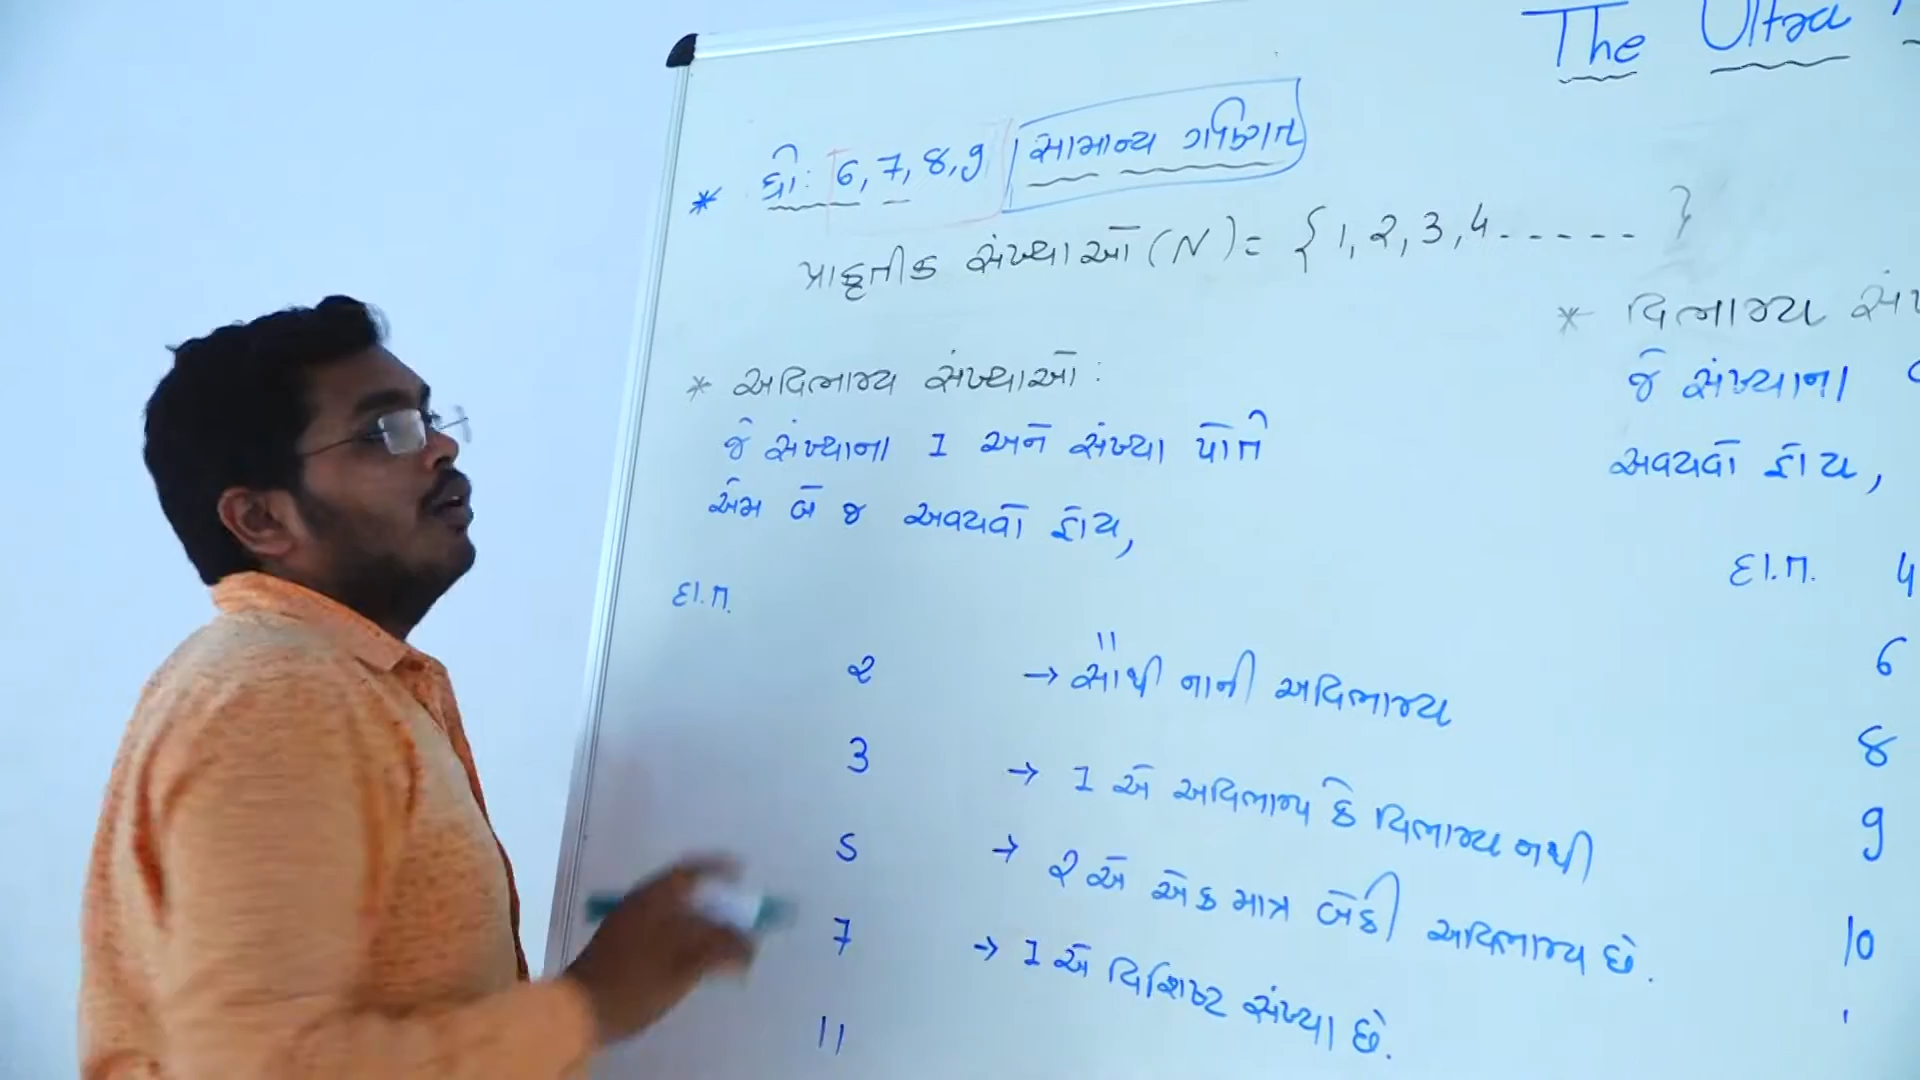 The Ultra
* ધો: 6, 7, 8, 9 | સામાન્ય ગણિત
પ્રાકૃતીક સંખ્યાઓ (N) = { 1, 2, 3, 4 ----- }
* અવિભાજ્ય સંખ્યાઓ :
જે સંખ્યાના 1 અને સંખ્યા પોતે
એમ બે જ અવયવો હોય,
દા.ત.
2 → સૌથી નાની અવિભાજ્ય
"
3 → 1 એ અવિભાજ્ય કે વિભાજ્ય નથી
5 → 2 એ એક માત્ર બેકી અવિભાજ્ય છે.
7 → 1 એ વિશિષ્ટ સંખ્યા છે.
11
* વિભાજ્ય
જે સંખ્યાના
અવયવો હોય,
દા.ત. 4
6
8
9
10